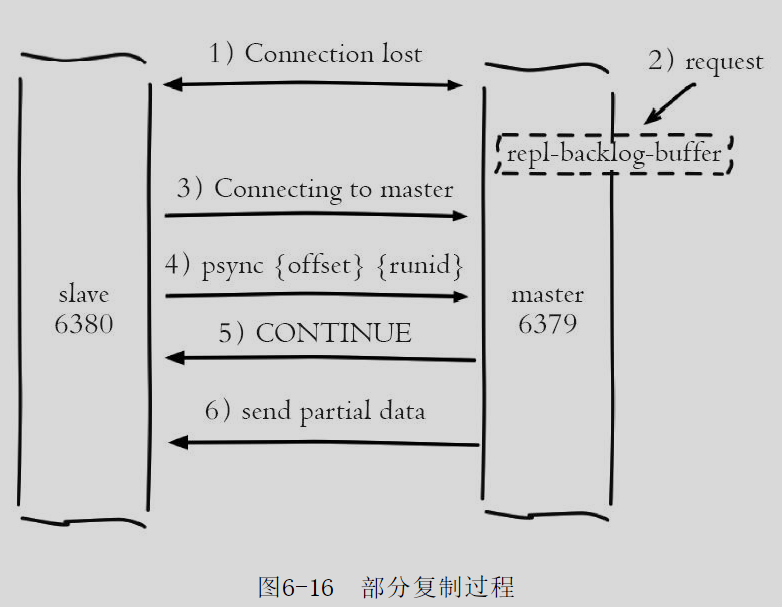 1) Connection lost
2) request
repl-backlog-buffer
3) Connecting to master
4) psync {offset} {runid}
slave
6380
master
6379
5) CONTINUE
6) send partial data
图6-16 部分复制过程